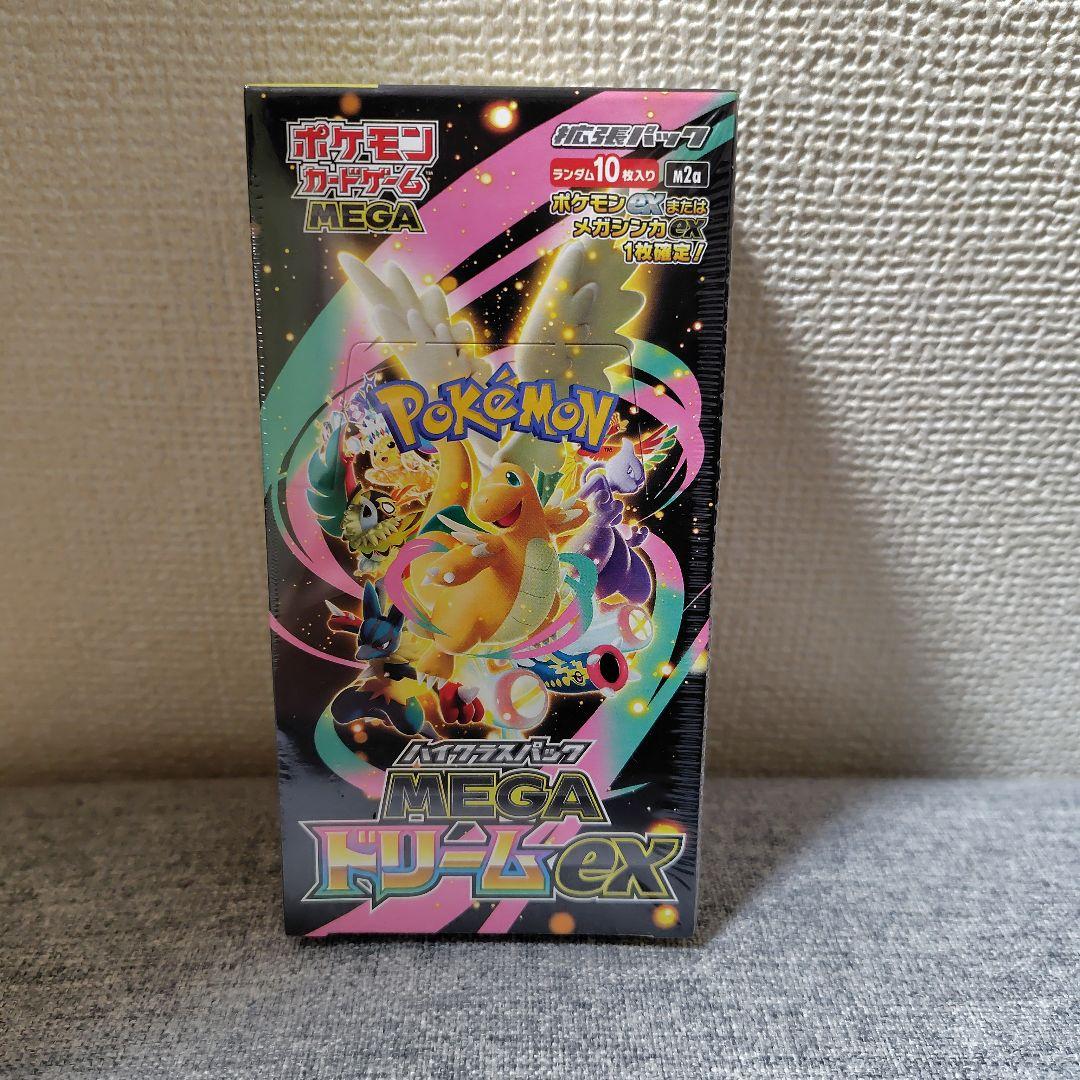 ポケモン
カードゲーム™
MEGA
拡張パック
ランダム10枚入り
M2a
ポケモンexまたは
メガシンカex
1枚確定!
POKéMON™
ハイクラスパック
MEGA
ドリームex